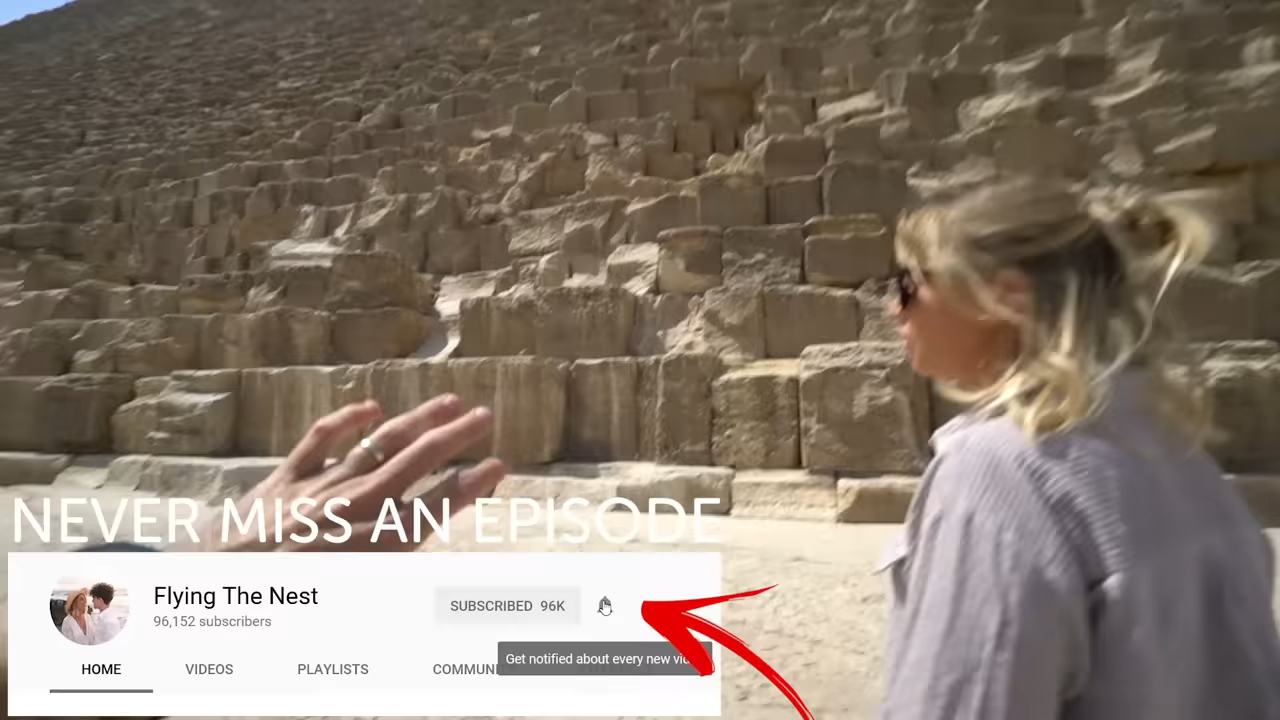 NEVER MISS AN EPISODE
Flying The Nest
96,152 subscribers
SUBSCRIBED 96K
HOME VIDEOS PLAYLISTS
Get notified about every new